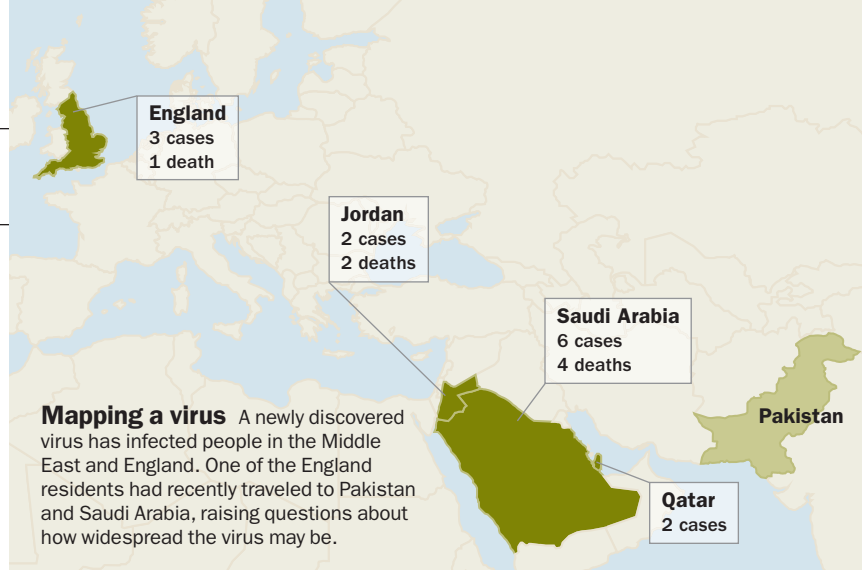 England
3 cases
1 death
Jordan
2 cases
2 deaths
Saudi Arabia
6 cases
4 deaths
Pakistan
Qatar
2 cases
Mapping a virus A newly discovered
virus has infected people in the Middle
East and England. One of the England
residents had recently traveled to Pakistan
and Saudi Arabia, raising questions about
how widespread the virus may be.